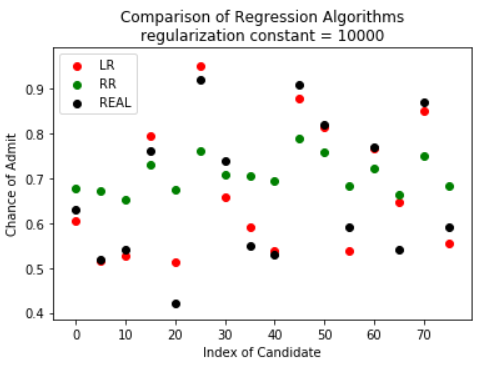 Comparison of Regression Algorithms
regularization constant = 10000
LR
RR
REAL
Chance of Admit
0.9
0.8
0.7
0.6
0.5
0.4
0 10 20 30 40 50 60 70
Index of Candidate